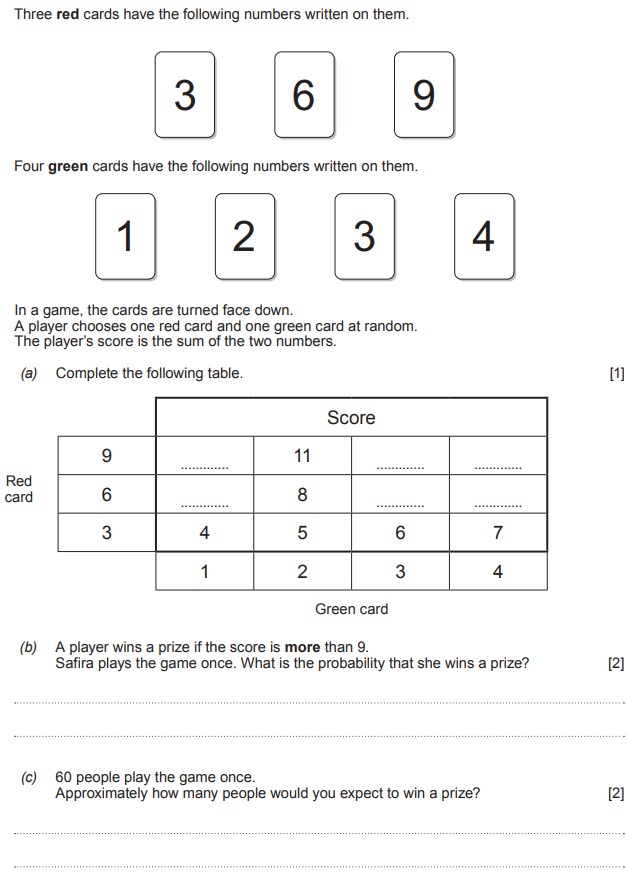 Three red cards have the following numbers written on them.
3 6 9
Four green cards have the following numbers written on them.
1 2 3 4
In a game, the cards are turned face down.
A player chooses one red card and one green card at random.
The player's score is the sum of the two numbers.
(a) Complete the following table. [1]
Score
9 ............. 11 ............. .............
Red
card
6 ............. 8 ............. .............
3 4 5 6 7
1 2 3 4
Green card
(b) A player wins a prize if the score is more than 9.
Safira plays the game once. What is the probability that she wins a prize? [2]
(c) 60 people play the game once.
Approximately how many people would you expect to win a prize? [2]